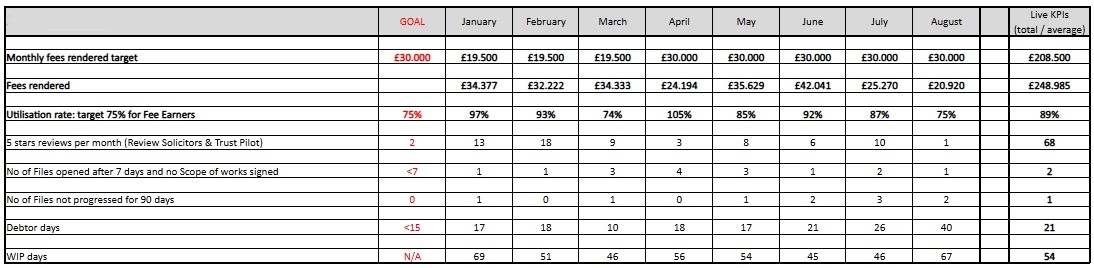 GOAL January February March April May June July August Live KPIs (total / average)
Monthly fees rendered target £30.000 £19.500 £19.500 £19.500 £30.000 £30.000 £30.000 £30.000 £30.000 £208.500
Fees rendered £34.377 £32.222 £34.333 £24.194 £35.629 £42.041 £25.270 £20.920 £248.985
Utilisation rate: target 75% for Fee Earners 75% 97% 93% 74% 105% 85% 92% 87% 75% 89%
5 stars reviews per month (Review Solicitors & Trust Pilot) 2 13 18 9 3 8 6 10 1 68
No of Files opened after 7 days and no Scope of works signed <7 1 1 3 4 3 1 2 1 2
No of Files not progressed for 90 days 0 1 0 1 0 1 2 3 2 1
Debtor days <15 17 18 10 18 17 21 26 40 21
WIP days N/A 69 51 46 56 54 45 46 67 54